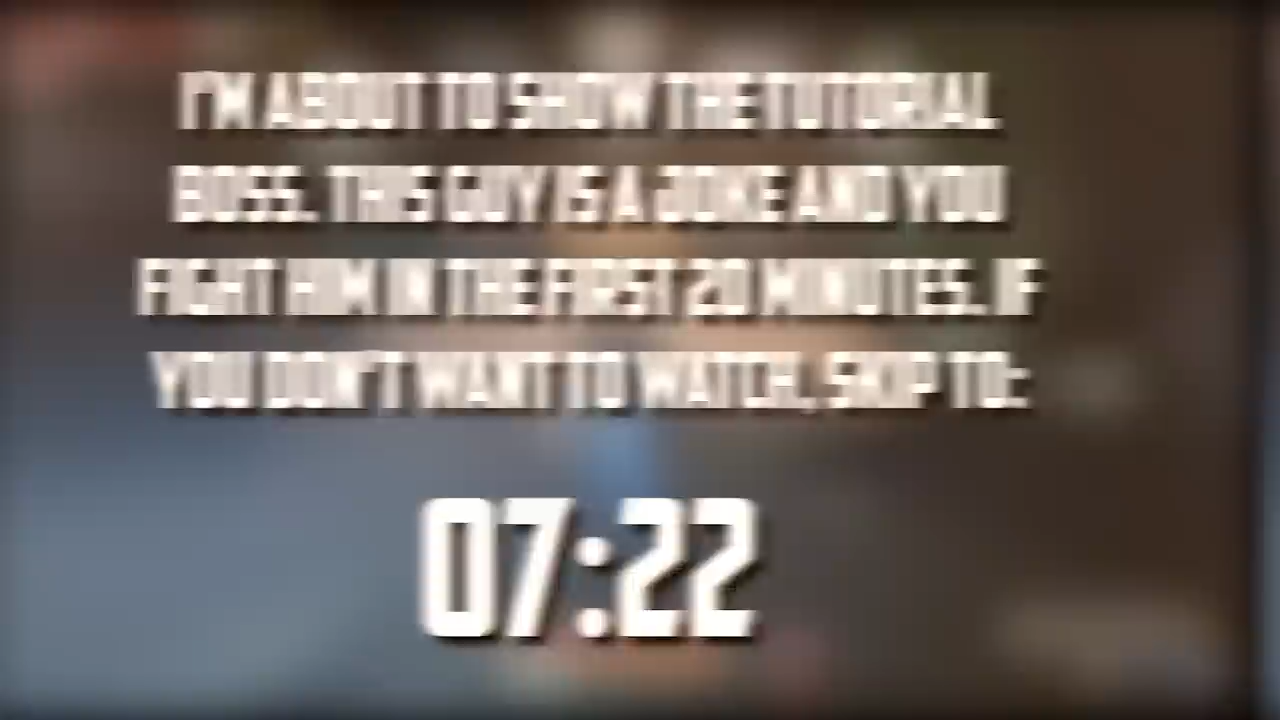 I'M ABOUT TO SHOW THE TUTORIAL
BOSS. THIS GUY IS A JOKE AND YOU
FIGHT HIM IN THE FIRST 20 MINUTES. IF
YOU DON'T WANT TO WATCH, SKIP TO:
07:22